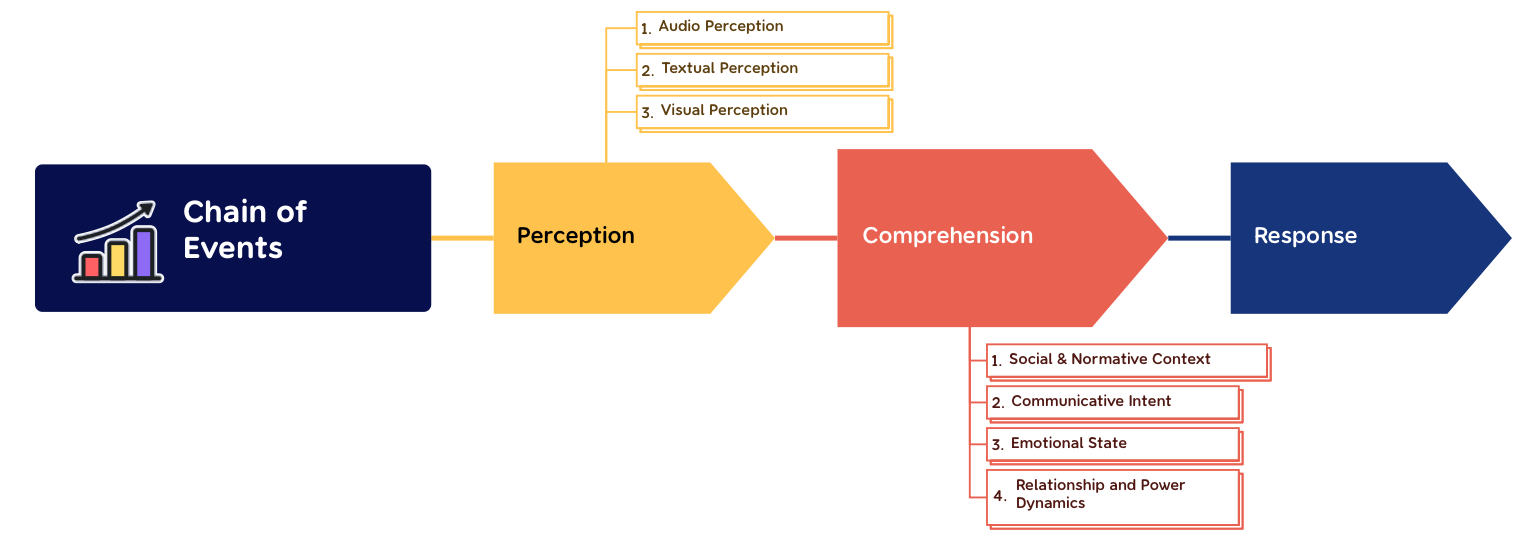 1. Audio Perception
2. Textual Perception
3. Visual Perception
Chain of
Events
Perception
Comprehension
Response
1. Social & Normative Context
2. Communicative Intent
3. Emotional State
4. Relationship and Power
Dynamics